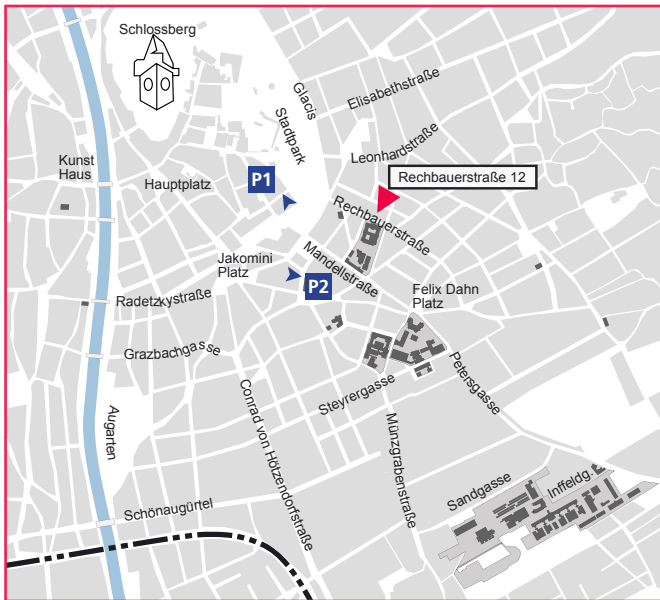 Schlossberg
Glacis
Elisabethstraße
Stadtpark
Leonhardstraße
Kunst
Haus
Hauptplatz
P1
Rechbauerstraße 12
Rechbauerstraße
Jakomini
Platz
Mandellstraße
P2
Felix Dahn
Platz
Radetzkystraße
Grazbachgasse
Steyrergasse
Petersgasse
Conrad von Hötzendorfstraße
Münzgrabenstraße
Augarten
Sandgasse
Inffeldg.
Schönaugürtel